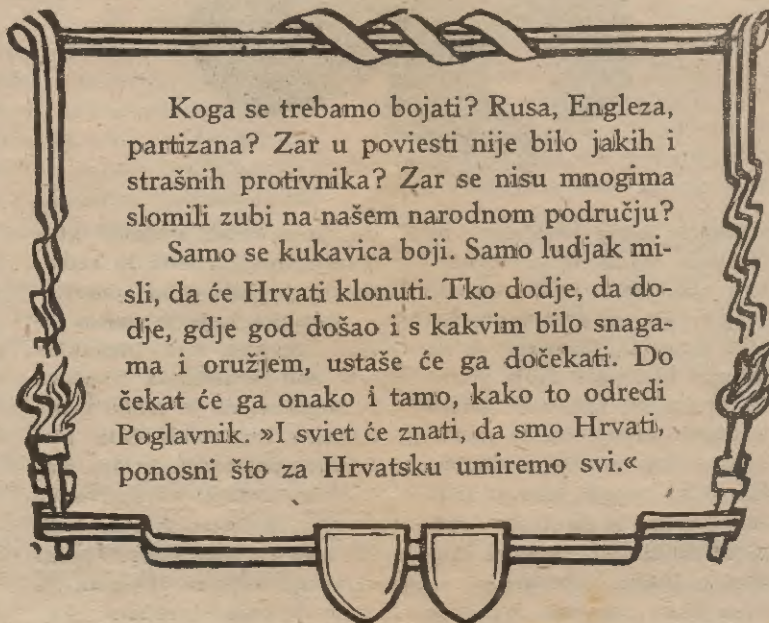 Koga se trebamo bojati? Rusa, Engleza,
partizana? Zar u poviesti nije bilo jakih i
strašnih protivnika? Zar se nisu mnogima
slomili zubi na našem narodnom području?
Samo se kukavica boji. Samo ludjak mi-
sli, da će Hrvati klonuti. Tko dodje, da do-
dje, gdje god došao i s kakvim bilo snaga-
ma i oružjem, ustaše će ga dočekati. Do
čekat će ga onako i tamo, kako to odredi
Poglavnik. »I sviet će znati, da smo Hrvati,
ponosni što za Hrvatsku umiremo svi.«